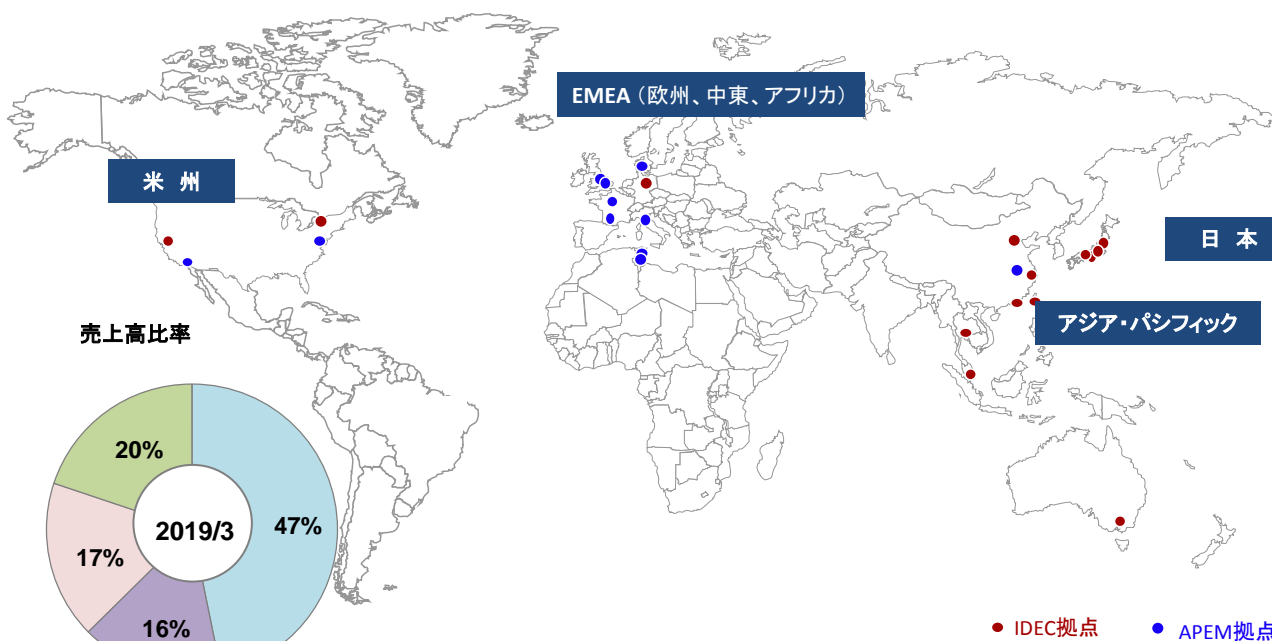 EMEA（欧州、中東、アフリカ）
米 州
日 本
アジア・パシフィック
売上高比率
20%
47%
2019/3
17%
16%
IDEC拠点
APEM拠点